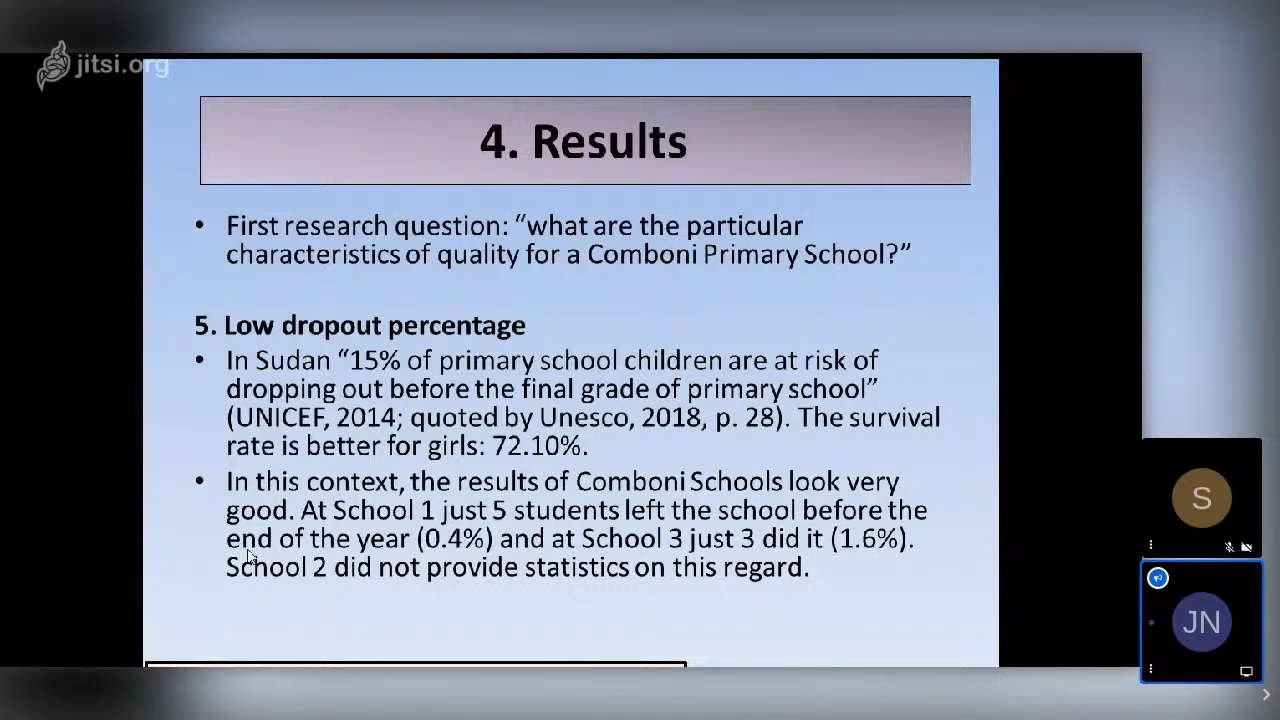 jitsi.org
4. Results
• First research question: “what are the particular
characteristics of quality for a Comboni Primary School?”
5. Low dropout percentage
• In Sudan “15% of primary school children are at risk of
dropping out before the final grade of primary school”
(UNICEF, 2014; quoted by Unesco, 2018, p. 28). The survival
rate is better for girls: 72.10%.
• In this context, the results of Comboni Schools look very
good. At School 1 just 5 students left the school before the
end of the year (0.4%) and at School 3 just 3 did it (1.6%).
School 2 did not provide statistics on this regard.
S
JN